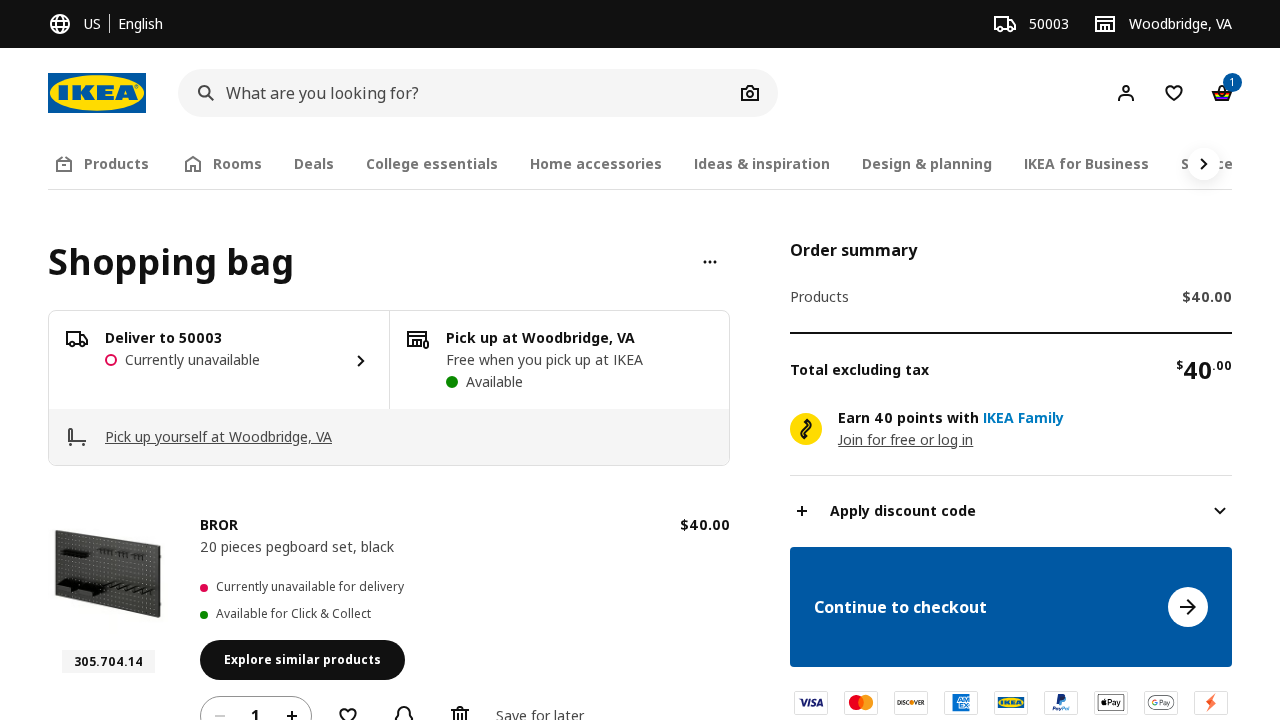 US
English
50003
Woodbridge, VA
IKEA
What are you looking for?
1
Products
Rooms
Deals
College essentials
Home accessories
Ideas & inspiration
Design & planning
IKEA for Business
Shopping bag
Deliver to 50003
Currently unavailable
Pick up at Woodbridge, VA
Free when you pick up at IKEA
Available
Pick up yourself at Woodbridge, VA
BROR
$40.00
20 pieces pegboard set, black
Currently unavailable for delivery
Available for Click & Collect
305.704.14
Explore similar products
1
Save for later
Order summary
Products
$40.00
Total excluding tax
$40.00
Earn 40 points with IKEA Family
Join for free or log in
Apply discount code
Continue to checkout
VISA
DISCOVER
AMEX
IKEA
PayPal
Pay
G Pay